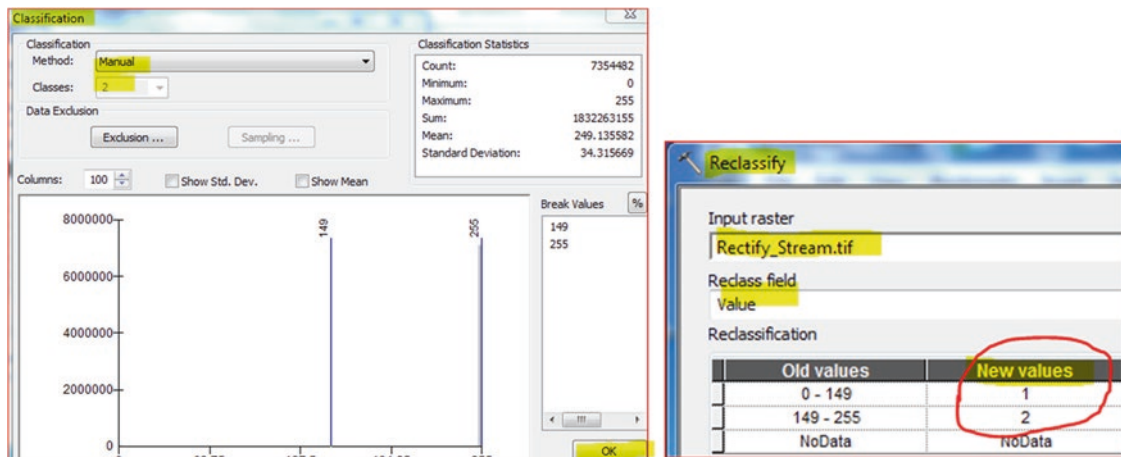 Classification
Classification
Method: Manual
Classes: 2
Data Exclusion
Exclusion ...
Sampling ...
Classification Statistics
Count: 7354482
Minimum: 0
Maximum: 255
Sum: 1832263155
Mean: 249.135582
Standard Deviation: 34.315669
Columns: 100
Show Std. Dev.
Show Mean
Break Values %
149
255
149
255
8000000
6000000
4000000
2000000
0
OK
Reclassify
Input raster
Rectify_Stream.tif
Reclass field
Value
Reclassification
Old values New values
0 - 149 1
149 - 255 2
NoData NoData